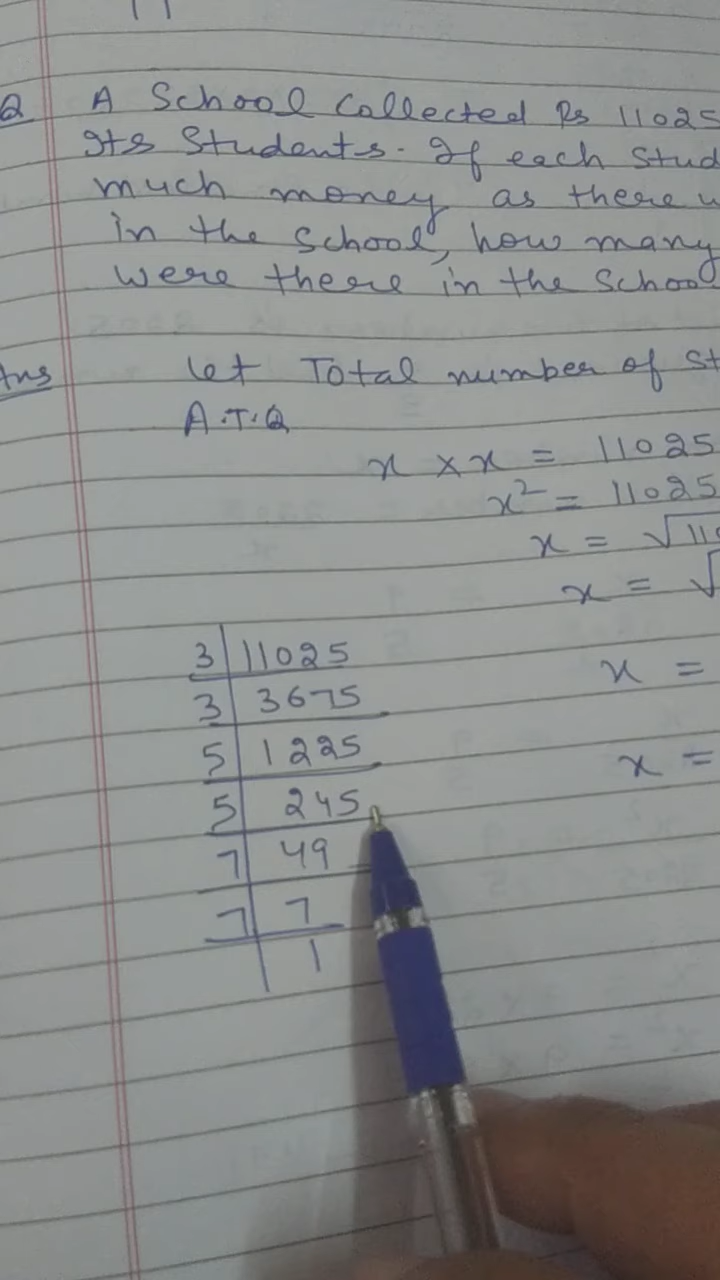 Q A School Collected Rs 11025
Its Students. If each Stud
much money as there w
in the School, how many
were there in the School
Ans Let Total number of St
A.T.Q
x × x = 11025
x² = 11025
x = √110
x = √
3 | 11025
3 | 3675
5 | 1225
5 | 245
7 | 49
7 | 7
1
x =
x =